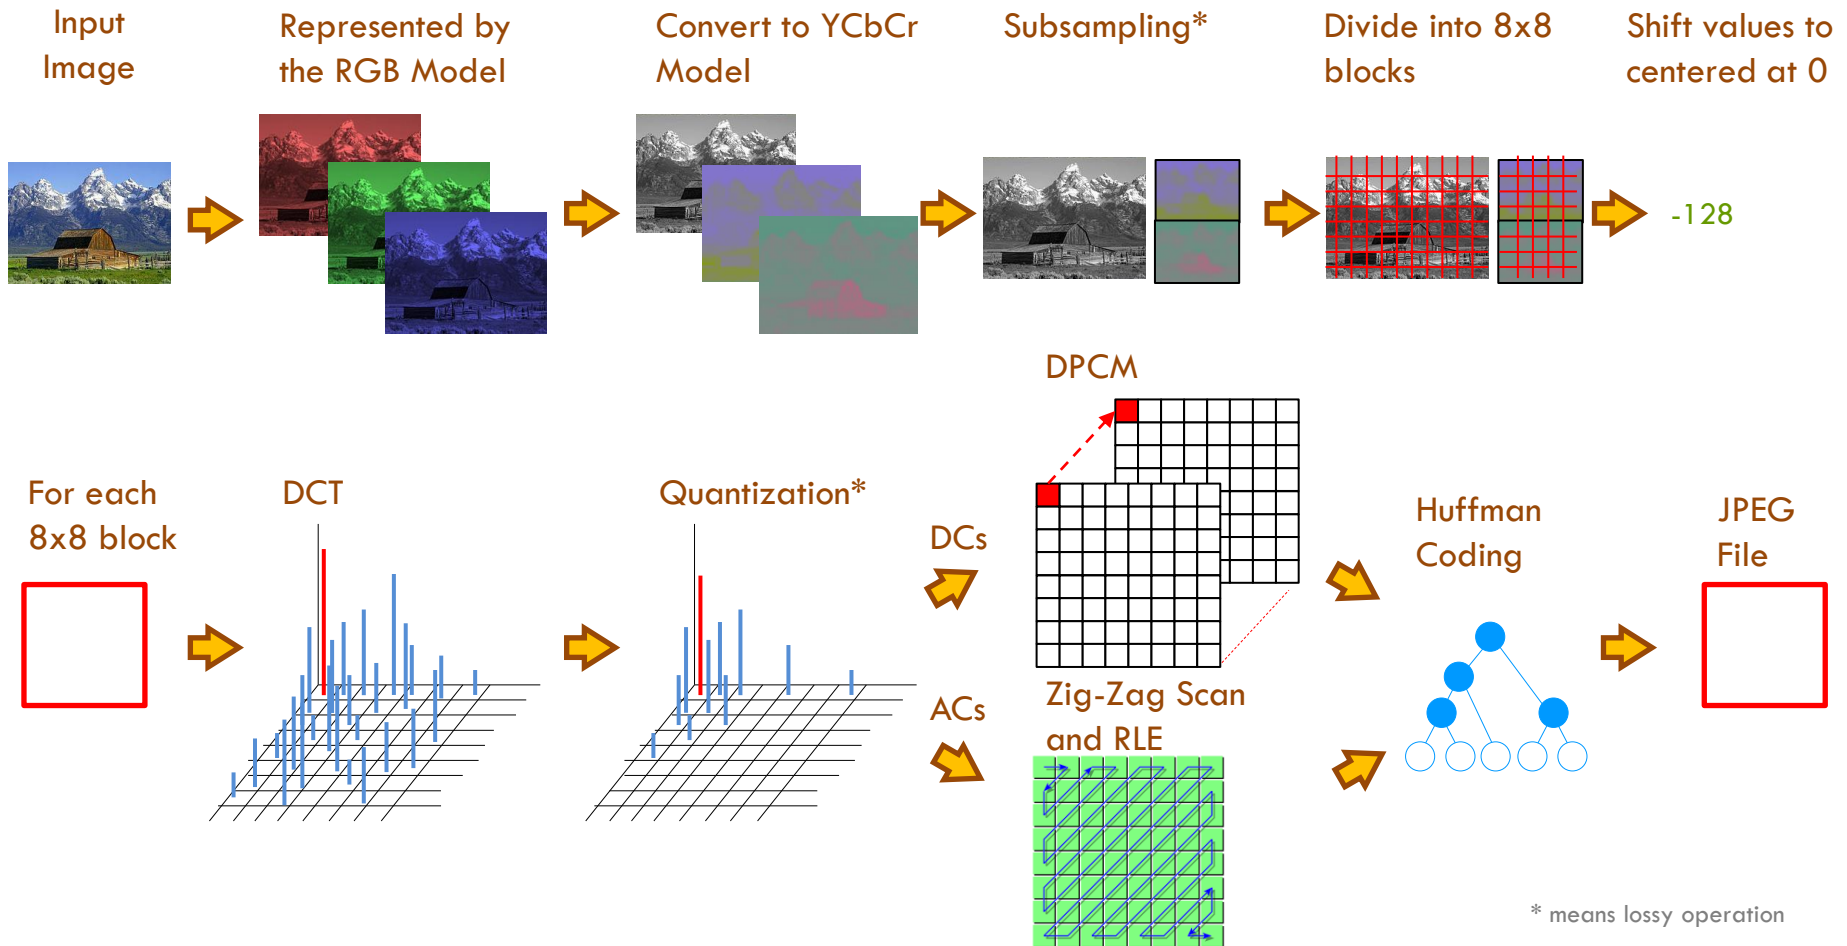 Input
Image
Represented by
the RGB Model
Convert to YCbCr
Model
Subsampling*
Divide into 8x8
blocks
Shift values to
centered at 0
-128
For each
8x8 block
DCT
Quantization*
DCs
ACs
DPCM
Zig-Zag Scan
and RLE
Huffman
Coding
JPEG
File
* means lossy operation